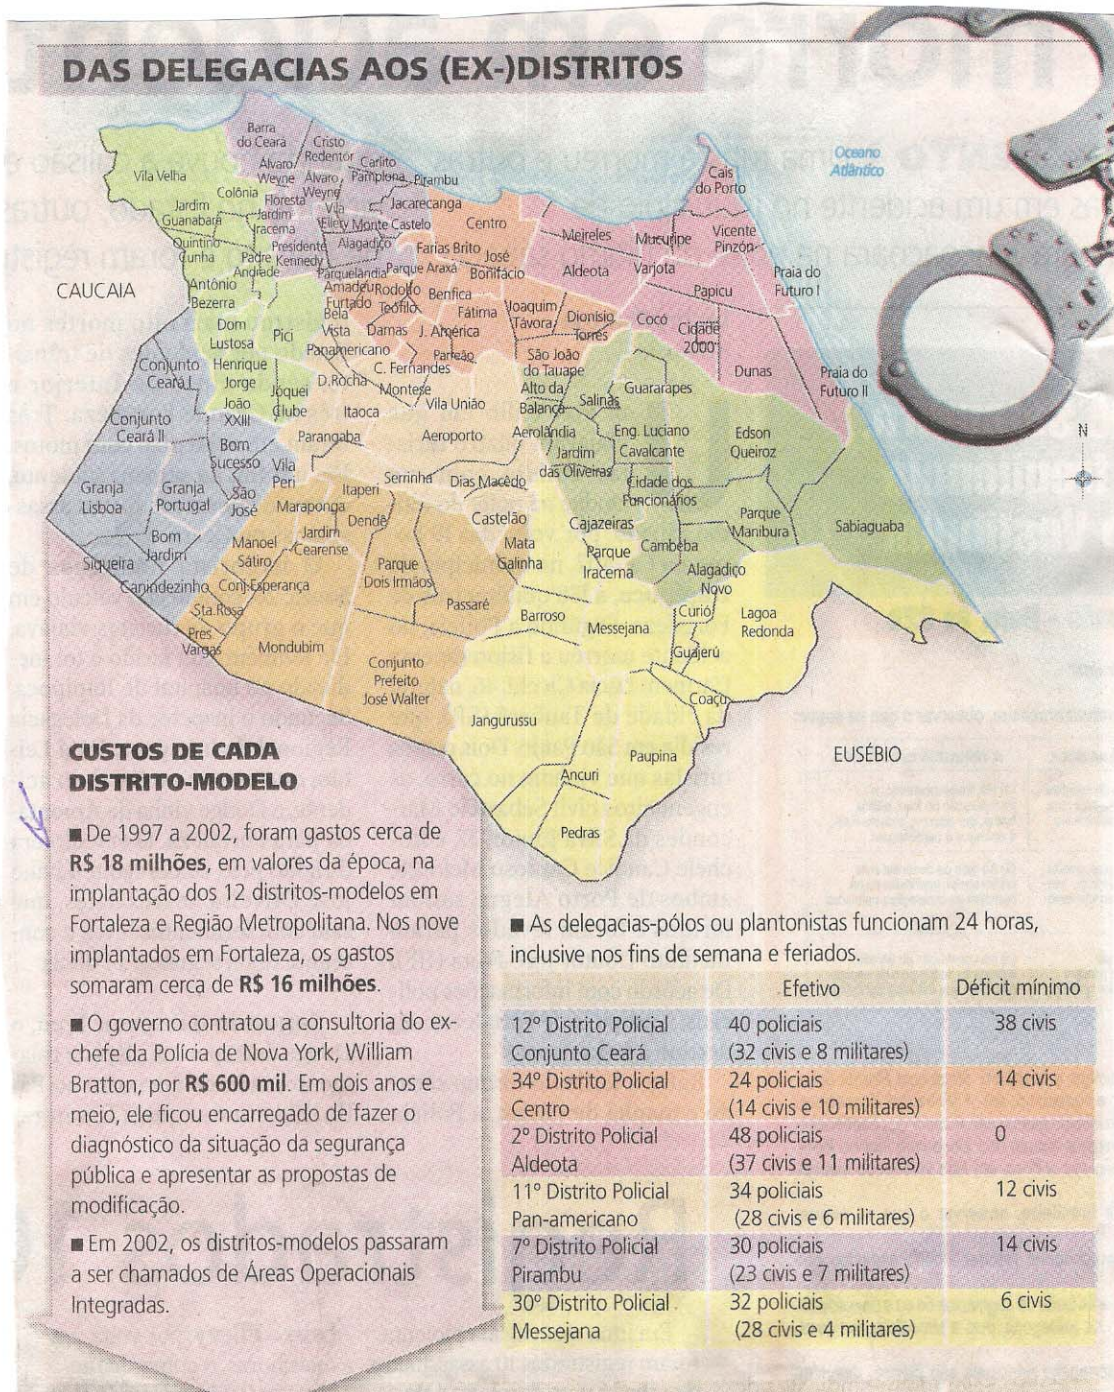 DAS DELEGACIAS AOS (EX-)DISTRITOS
Oceano
Atlântico
CAUCAIA
EUSÉBIO
N
Vila Velha
Barra
do Ceará
Cristo
Redentor
Álvaro
Weyne
Álvaro
Weyne
Carlito
Pamplona
Pirambu
Colônia
Floresta
Jardim
Guanabara
Jardim
Iracema
Vila
Ellery
Monte Castelo
Jacarecanga
Quintino
Cunha
Padre
Andrade
Presidente
Kennedy
Alagadiço
Parquelândia
Farias Brito
Centro
Parque Araxá
José
Bonifácio
Meireles
Mucuripe
Cais
do Porto
Vicente
Pinzón
Aldeota
Varjota
Papicu
Praia do
Futuro I
Antônio
Bezerra
Amadeu
Furtado
Rodolfo
Teófilo
Benfica
Fátima
Joaquim
Távora
Dionísio
Torres
Cocó
Cidade
2000
Dunas
Praia do
Futuro II
Dom
Lustosa
Pici
Bela
Vista
Damas
J. América
Panamericano
Parreão
São João
do Tauape
Conjunto
Ceará I
Henrique
Jorge
Jóquei
Clube
D.Rocha
C. Fernandes
Montese
Vila União
Alto da
Balança
Salinas
Guararapes
Conjunto
Ceará II
João
XXIII
Itaoca
Parangaba
Aeroporto
Aerolândia
Eng. Luciano
Cavalcante
Edson
Queiroz
Bom
Sucesso
Vila
Peri
Jardim
das Oliveiras
Granja
Lisboa
Granja
Portugal
São
José
Itaperi
Serrinha
Dias Macêdo
Cidade dos
Funcionários
Maraponga
Dendê
Castelão
Cajazeiras
Parque
Manibura
Sabiaguaba
Siqueira
Bom
Jardim
Manoel
Sátiro
Jardim
Cearense
Mata
Galinha
Parque
Iracema
Cambéba
Alagadiço
Novo
Canindezinho
Conj.Esperança
Parque
Dois Irmãos
Sta.Rosa
Passaré
Barroso
Messejana
Curió
Lagoa
Redonda
Pres.
Vargas
Mondubim
Guajerú
Conjunto
Prefeito
José Walter
Coaçu
Jangurussu
Paupina
Ancuri
Pedras
CUSTOS DE CADA
DISTRITO-MODELO
■ De 1997 a 2002, foram gastos cerca de
R$ 18 milhões, em valores da época, na
implantação dos 12 distritos-modelos em
Fortaleza e Região Metropolitana. Nos nove
implantados em Fortaleza, os gastos
somaram cerca de R$ 16 milhões.
■ O governo contratou a consultoria do ex-
chefe da Polícia de Nova York, William
Bratton, por R$ 600 mil. Em dois anos e
meio, ele ficou encarregado de fazer o
diagnóstico da situação da segurança
pública e apresentar as propostas de
modificação.
■ Em 2002, os distritos-modelos passaram
a ser chamados de Áreas Operacionais
Integradas.
■ As delegacias-pólos ou plantonistas funcionam 24 horas,
inclusive nos fins de semana e feriados.
Efetivo Déficit mínimo
12º Distrito Policial 40 policiais 38 civis
Conjunto Ceará (32 civis e 8 militares)
34º Distrito Policial 24 policiais 14 civis
Centro (14 civis e 10 militares)
2º Distrito Policial 48 policiais 0
Aldeota (37 civis e 11 militares)
11º Distrito Policial 34 policiais 12 civis
Pan-americano (28 civis e 6 militares)
7º Distrito Policial 30 policiais 14 civis
Pirambu (23 civis e 7 militares)
30º Distrito Policial 32 policiais 6 civis
Messejana (28 civis e 4 militares)